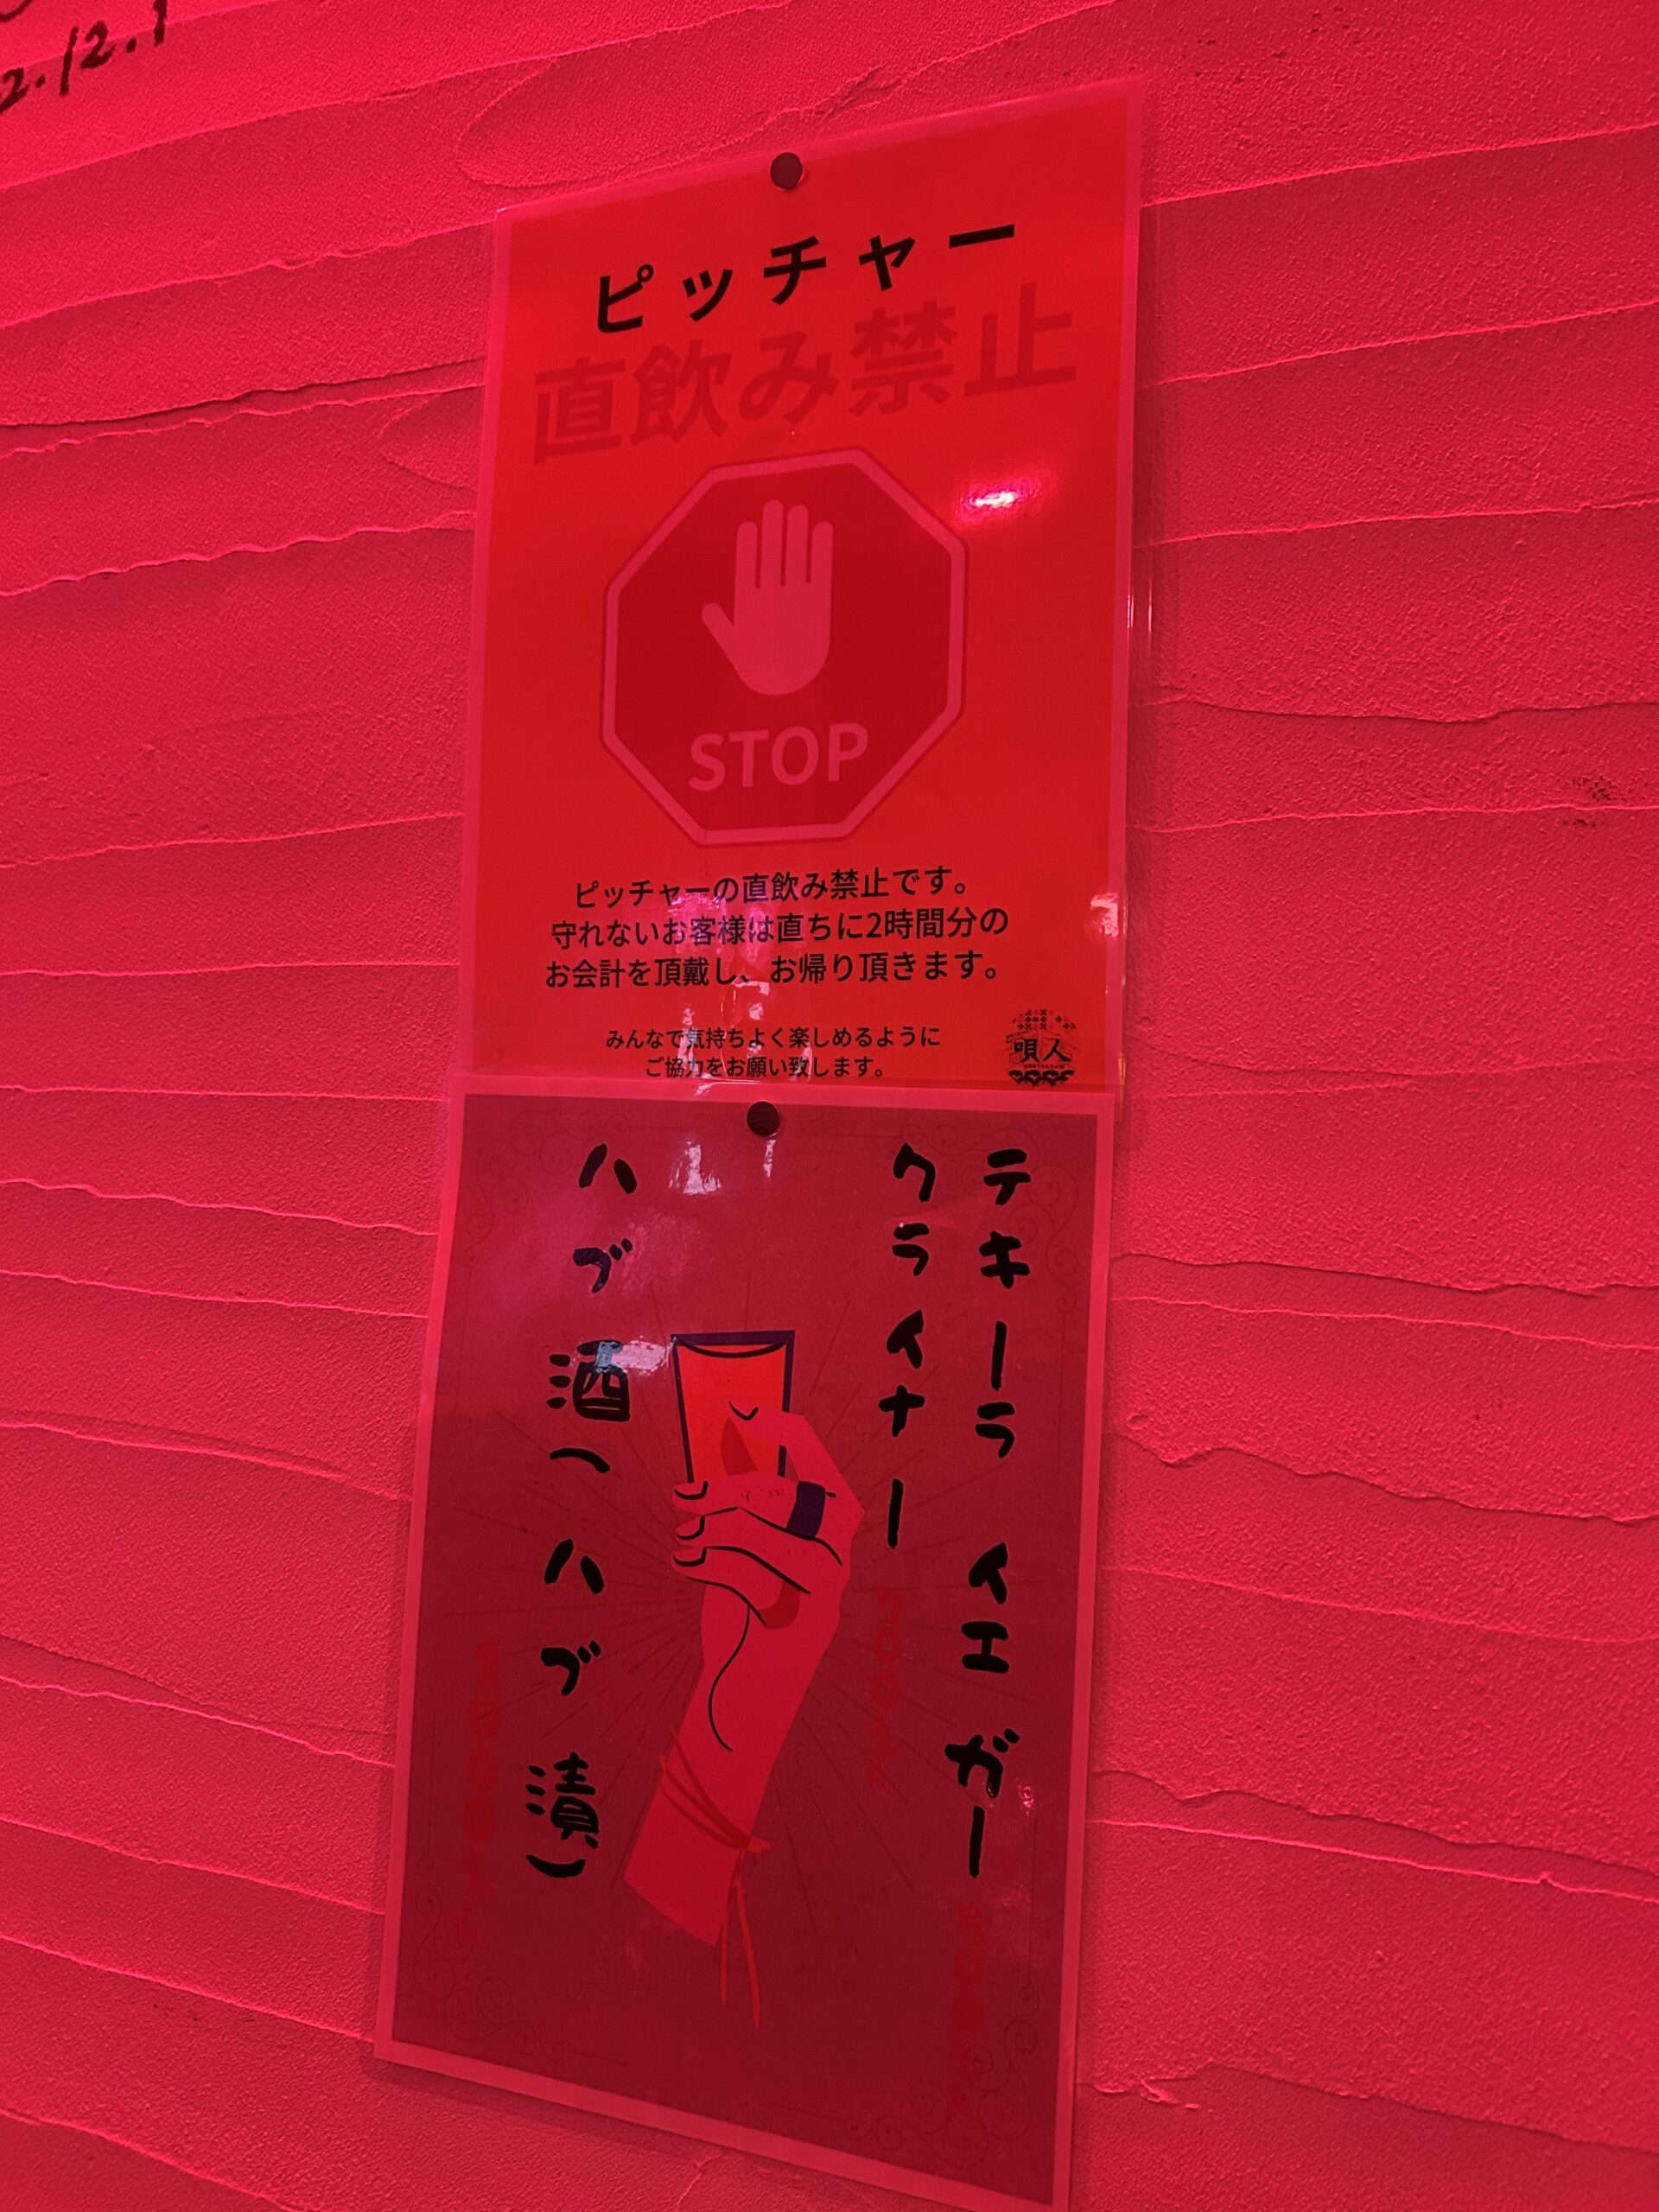 2.12.1
ピッチャー
直飲み禁止
STOP
ピッチャーの直飲み禁止です。
守れないお客様は直ちに2時間分の
お会計を頂戴し、お帰り頂きます。
みんなで気持ちよく楽しめるように
ご協力をお願い致します。
唄人
テキーラ イエガー
クライナー 700
ハブ酒(ハブ漬)